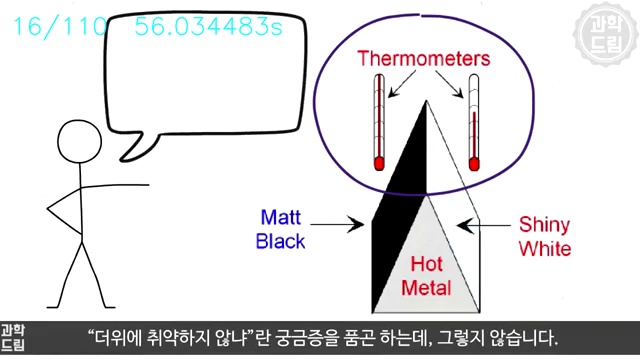 16/110 56.034483s
과학
드림
Thermometers
Matt
Black
Shiny
White
Hot
Metal
과학
드림
“더위에 취약하지 않냐”란 궁금증을 품곤 하는데, 그렇지 않습니다.